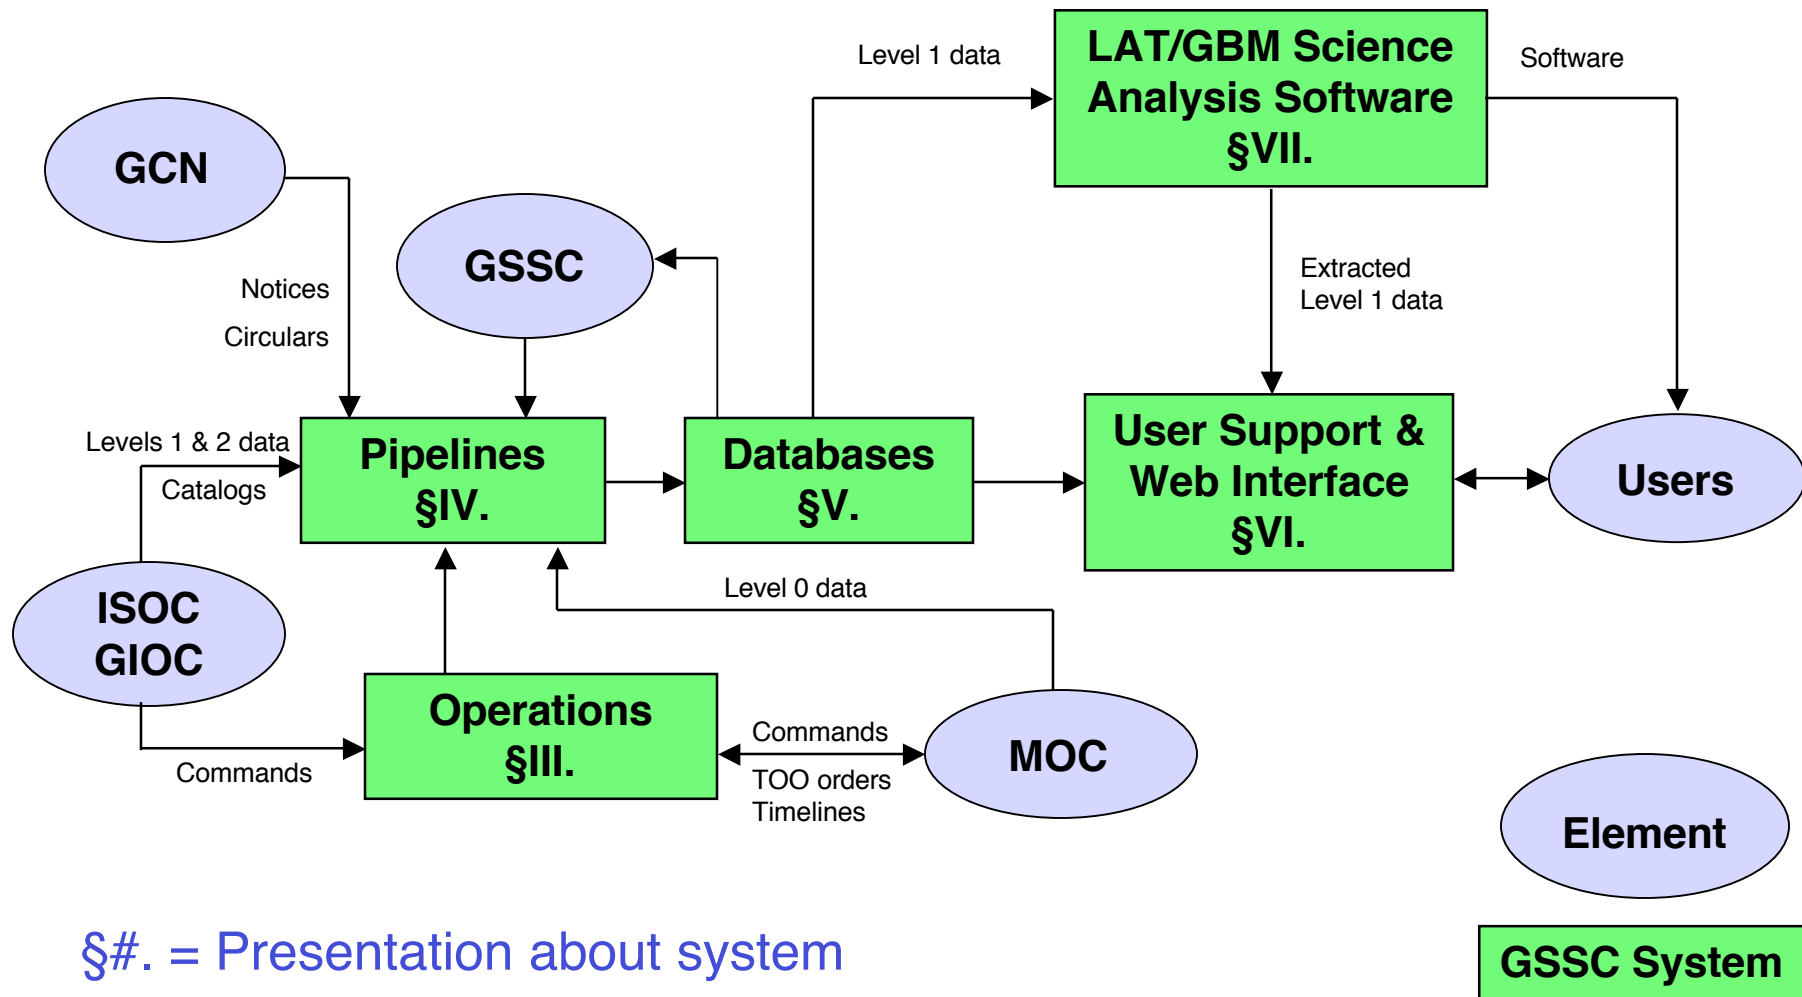 LAT/GBM Science
Analysis Software
§VII.
Level 1 data
Software
GCN
GSSC
Notices
Circulars
Extracted
Level 1 data
Levels 1 & 2 data
Catalogs
Pipelines
§IV.
Databases
§V.
User Support &
Web Interface
§VI.
Users
Level 0 data
ISOC
GIOC
Operations
§III.
Commands
Commands
TOO orders
Timelines
MOC
Element
§#. = Presentation about system
GSSC System